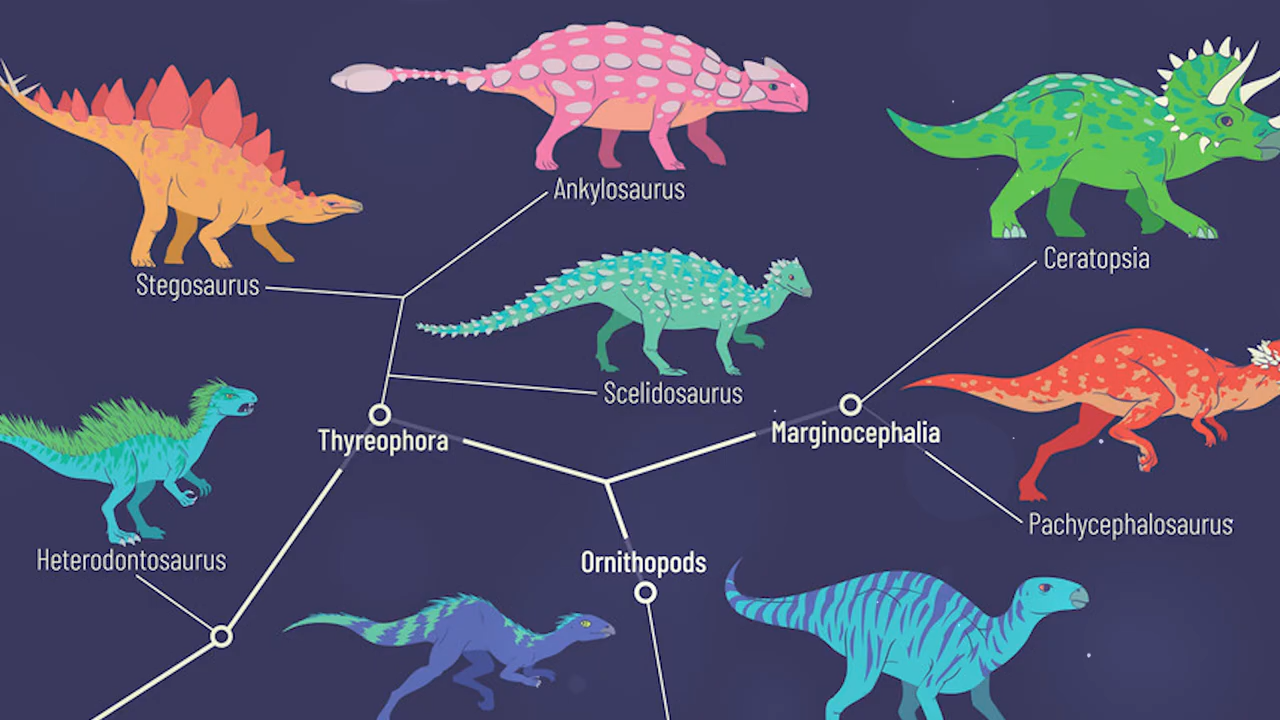 Ankylosaurus
Stegosaurus
Ceratopsia
Scelidosaurus
Thyreophora
Marginocephalia
Pachycephalosaurus
Heterodontosaurus
Ornithopods